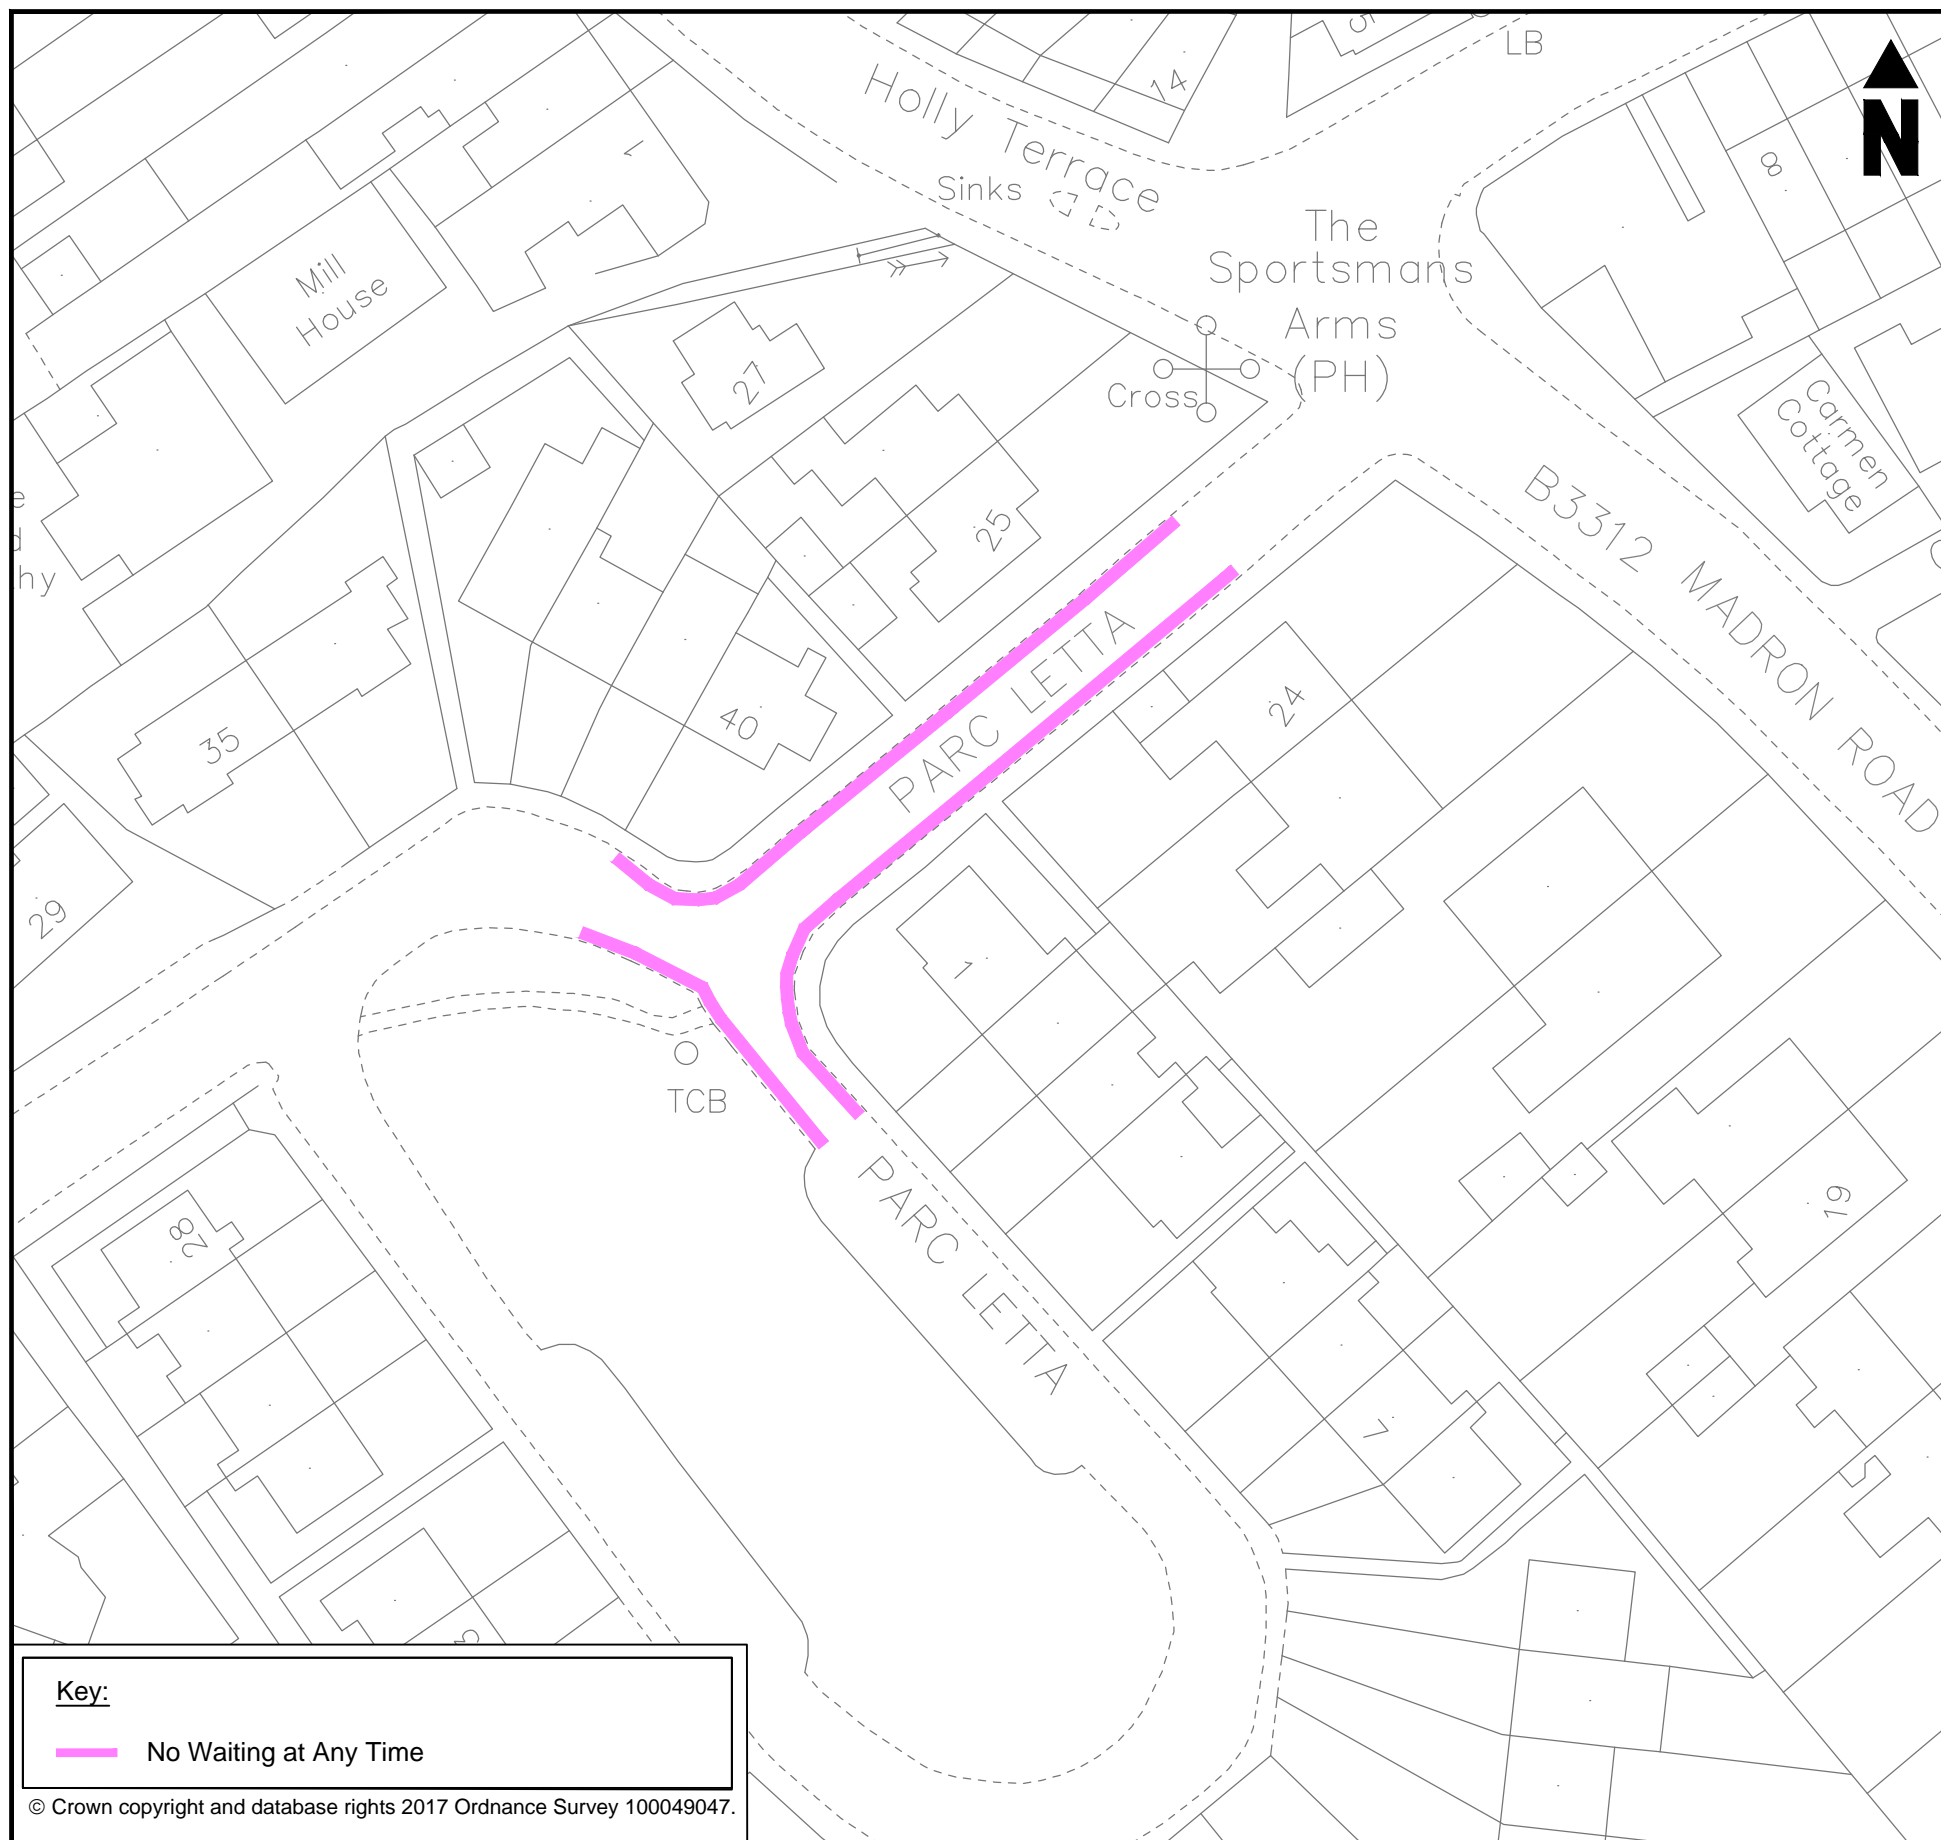 LB
N
Holly Terrace
14
1
8
Sinks
The
Sportsmans
Arms
(PH)
Mill
House
27
Cross
Carmen
Cottage
hy
25
B3312 MADRON ROAD
PARC LETTA
24
40
35
29
1
TCB
PARC LETTA
28
19
7
Key:
No Waiting at Any Time
© Crown copyright and database rights 2017 Ordnance Survey 100049047.